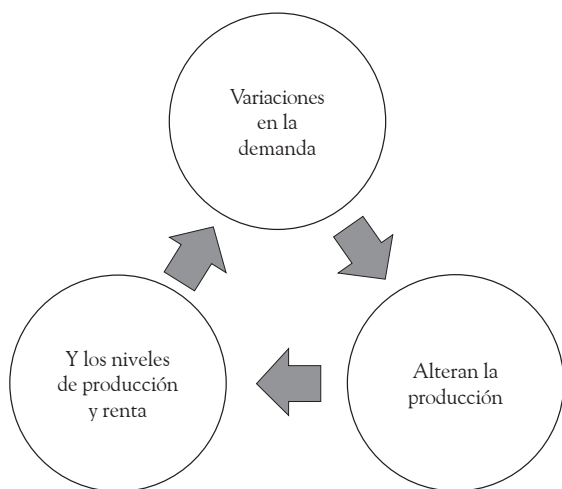 Variaciones
en la
demanda
Alteran la
producción
Y los niveles
de producción
y renta